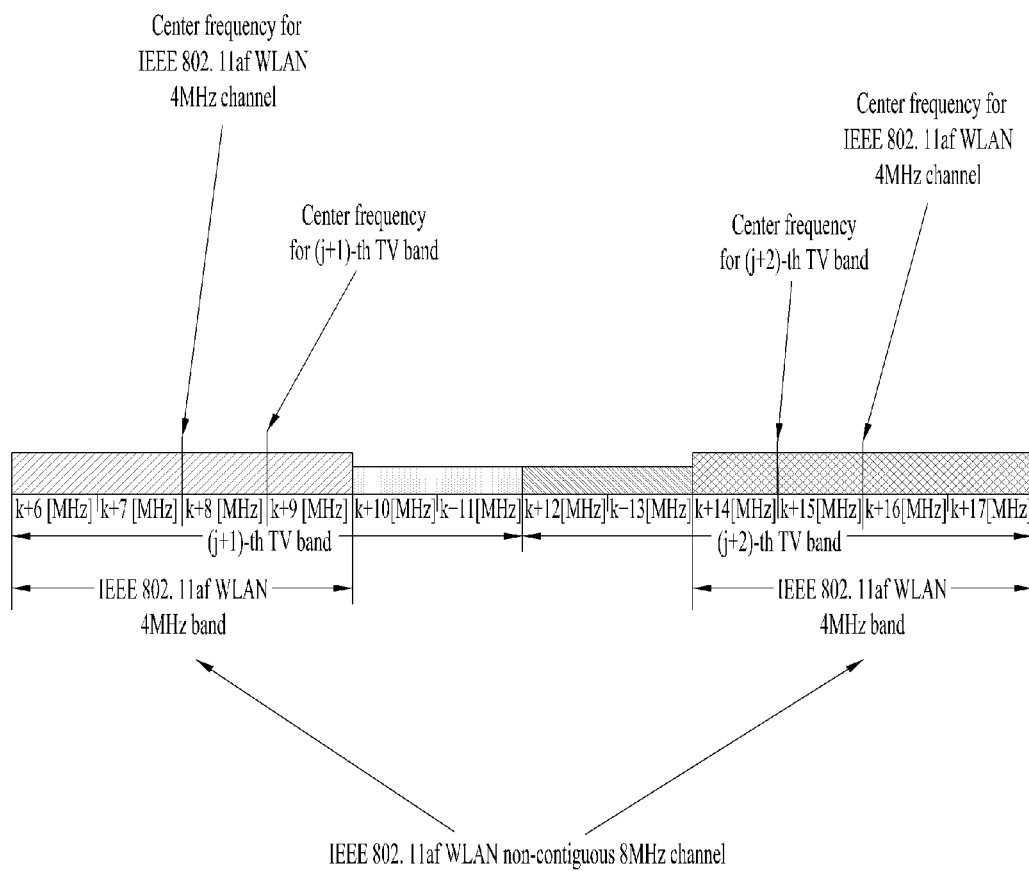 Center frequency for
IEEE 802. 11af WLAN
4MHz channel
Center frequency for
IEEE 802. 11af WLAN
4MHz channel
Center frequency
for (j+1)-th TV band
Center frequency
for (j+2)-th TV band
k+6 [MHz] k+7 [MHz] k+8 [MHz] k+9 [MHz] k+10[MHz] k−11[MHz] k+12[MHz] k−13[MHz] k+14[MHz] k+15[MHz] k+16[MHz] k+17[MHz]
(j+1)-th TV band (j+2)-th TV band
IEEE 802. 11af WLAN
4MHz band
IEEE 802. 11af WLAN
4MHz band
IEEE 802. 11af WLAN non-contiguous 8MHz channel